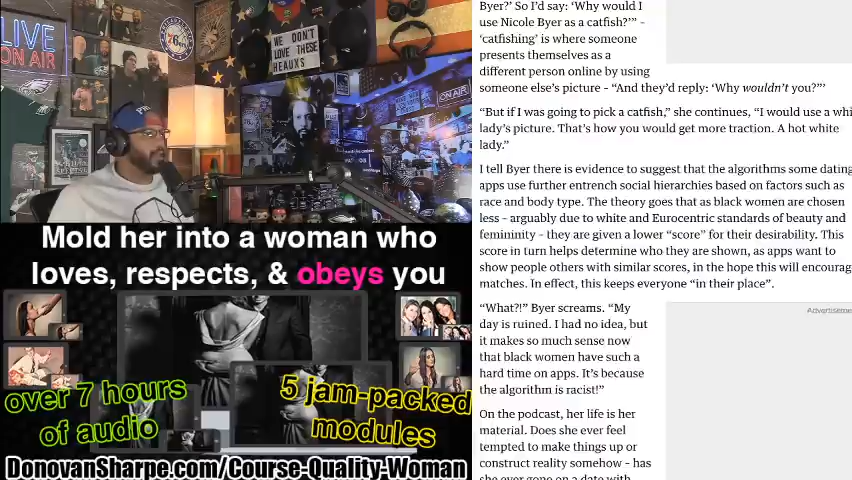 LIVE
ON AIR
76ers
WE DON'T
LOVE THESE
HEAUXS
ON AIR
Mold her into a woman who
loves, respects, & obeys you
over 7 hours
of audio
5 jam-packed
modules
DonovanSharpe.com/Course-Quality-Woman
Byer?' So I'd say: 'Why would I
use Nicole Byer as a catfish?'" –
'catfishing' is where someone
presents themselves as a
different person online by using
someone else's picture – "And they'd reply: 'Why wouldn't you?'"
"But if I was going to pick a catfish," she continues, "I would use a whi
lady's picture. That's how you would get more traction. A hot white
lady."
I tell Byer there is evidence to suggest that the algorithms some dating
apps use further entrench social hierarchies based on factors such as
race and body type. The theory goes that as black women are chosen
less – arguably due to white and Eurocentric standards of beauty and
femininity – they are given a lower "score" for their desirability. This
score in turn helps determine who they are shown, as apps want to
show people others with similar scores, in the hope this will encourag
matches. In effect, this keeps everyone "in their place".
"What?!" Byer screams. "My
day is ruined. I had no idea, but
it makes so much sense now
that black women have such a
hard time on apps. It's because
the algorithm is racist!"
On the podcast, her life is her
material. Does she ever feel
tempted to make things up or
construct reality somehow – has
she ever gone on a date with
Advertisement